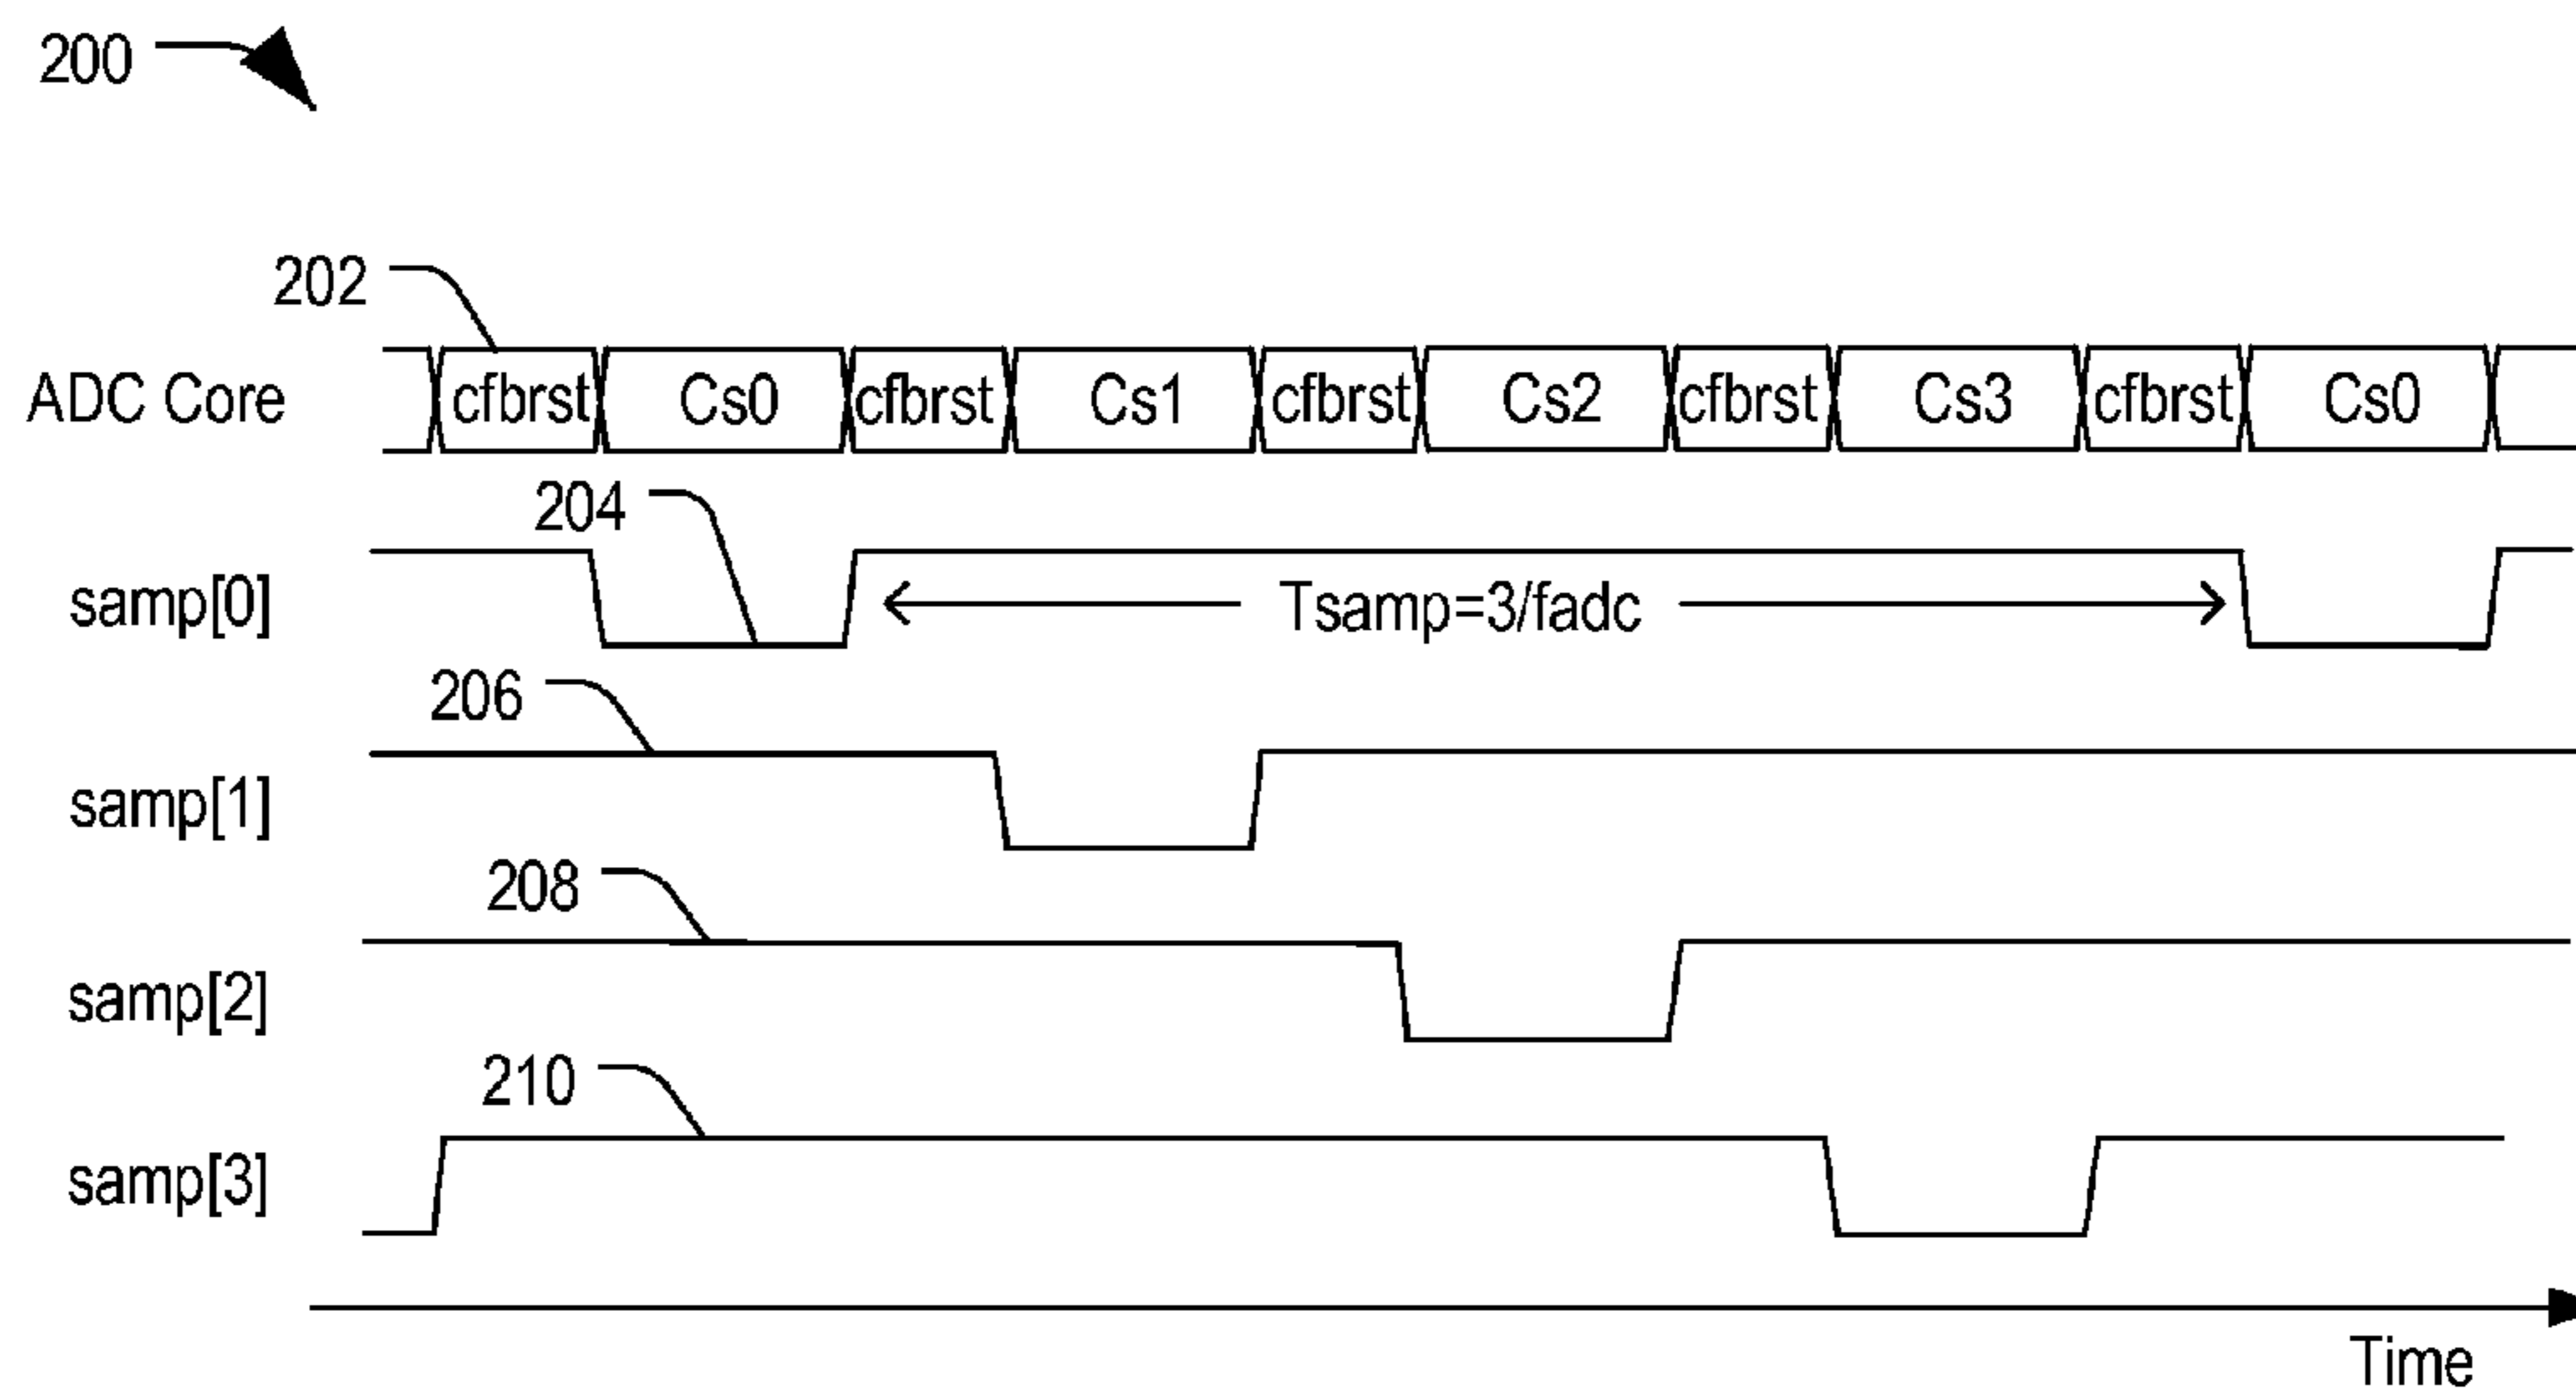 200
202
ADC Core cfbrst Cs0 cfbrst Cs1 cfbrst Cs2 cfbrst Cs3 cfbrst Cs0
204
samp[0] Tsamp=3/fadc
206
samp[1]
208
samp[2]
210
samp[3]
Time